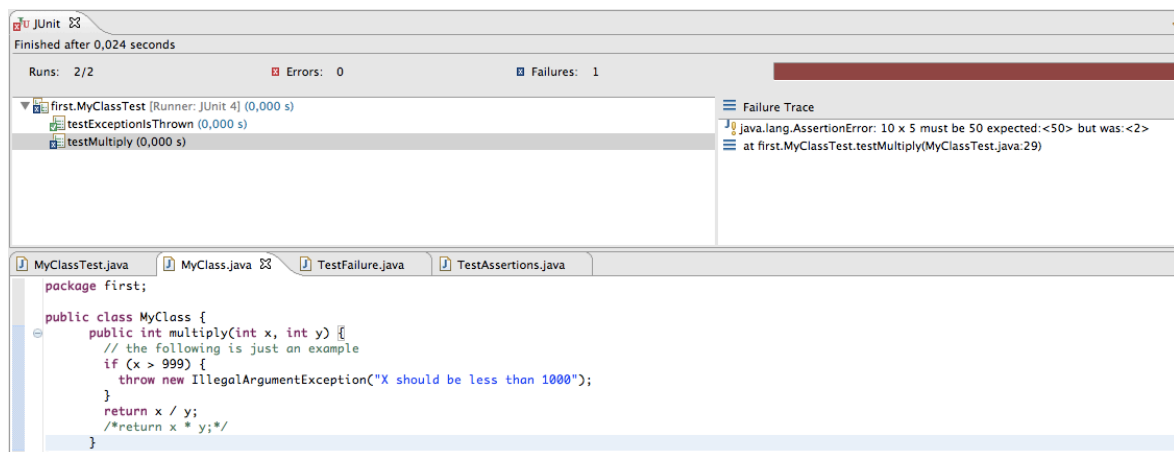 JUnit
Finished after 0,024 seconds
Runs: 2/2 Errors: 0 Failures: 1
first.MyClassTest [Runner: JUnit 4] (0,000 s)
testExceptionIsThrown (0,000 s)
testMultiply (0,000 s)
Failure Trace
java.lang.AssertionError: 10 x 5 must be 50 expected:<50> but was:<2>
at first.MyClassTest.testMultiply(MyClassTest.java:29)
MyClassTest.java MyClass.java TestFailure.java TestAssertions.java
package first;
public class MyClass {
public int multiply(int x, int y) {
// the following is just an example
if (x > 999) {
throw new IllegalArgumentException("X should be less than 1000");
}
return x / y;
/*return x * y;*/
}